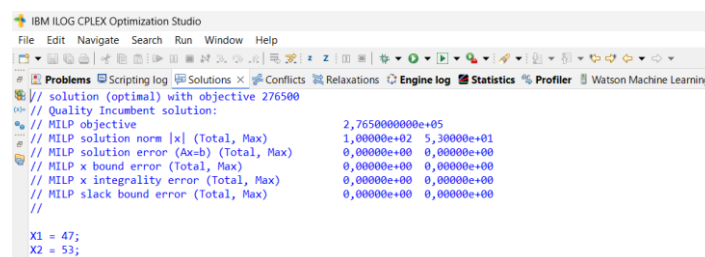 IBM ILOG CPLEX Optimization Studio
File Edit Navigate Search Run Window Help
Problems Scripting log Solutions Conflicts Relaxations Engine log Statistics Profiler Watson Machine Learning
// solution (optimal) with objective 276500
// Quality Incumbent solution:
// MILP objective 2,7650000000e+05
// MILP solution norm |x| (Total, Max) 1,00000e+02 5,30000e+01
// MILP solution error (Ax=b) (Total, Max) 0,00000e+00 0,00000e+00
// MILP x bound error (Total, Max) 0,00000e+00 0,00000e+00
// MILP x integrality error (Total, Max) 0,00000e+00 0,00000e+00
// MILP slack bound error (Total, Max) 0,00000e+00 0,00000e+00
//
X1 = 47;
X2 = 53;